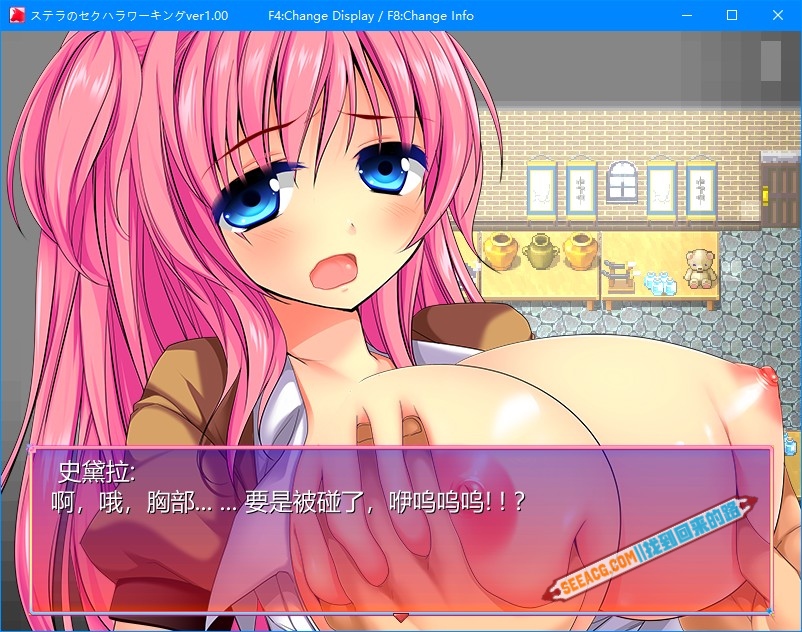 ステラのセクハラワーキングver1.00 F4:Change Display / F8:Change Info
史黛拉:
啊，哦，胸部... ... 要是被碰了，咿呜呜呜!！?
SEEACG.COM||找到回来的路